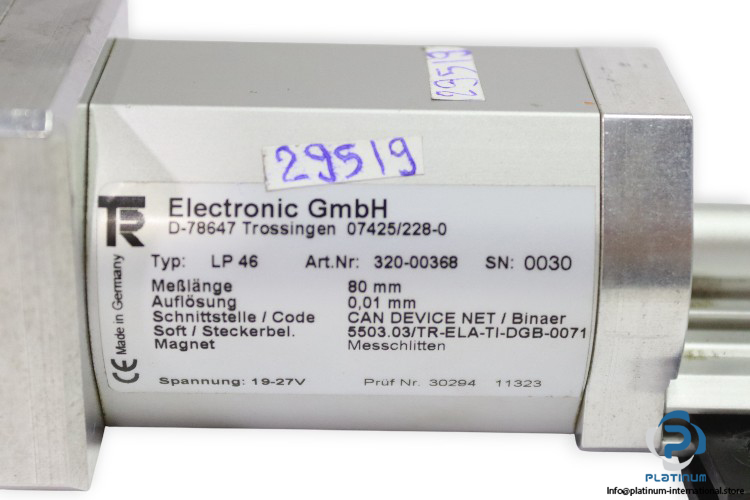 29519
29519
TR Electronic GmbH
D-78647 Trossingen 07425/228-0
Typ: LP 46 Art.Nr: 320-00368 SN: 0030
Meßlänge 80 mm
Auflösung 0,01 mm
Schnittstelle / Code CAN DEVICE NET / Binaer
Soft / Steckerbel. 5503.03/TR-ELA-TI-DGB-0071
Magnet Messchlitten
Spannung: 19-27V Prüf Nr. 30294 11323
CE Made in Germany
PLATINUM
Info@platinum-international.store